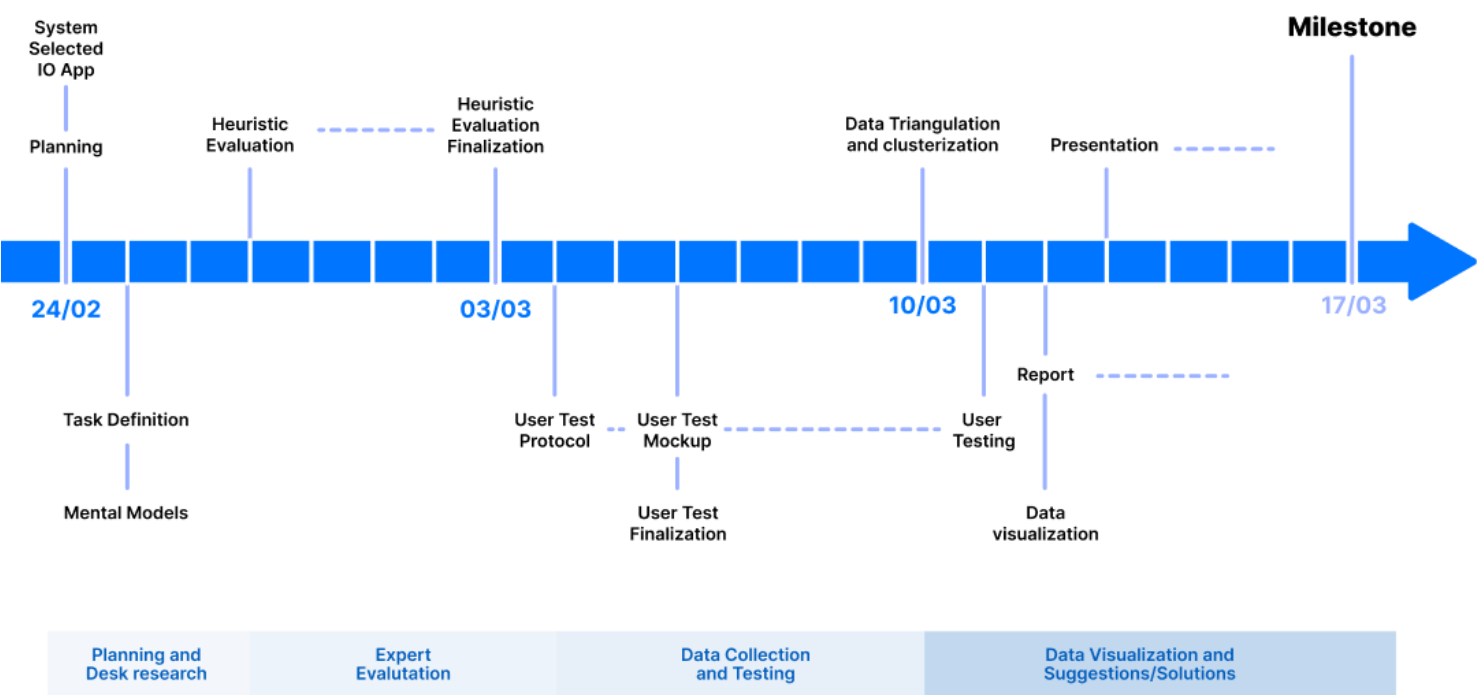 System
Selected
IO App
Planning
Heuristic
Evaluation
Heuristic
Evaluation
Finalization
Data Triangulation
and clusterization
Presentation
Milestone
24/02
03/03
10/03
17/03
Task Definition
Mental Models
User Test
Protocol
User Test
Mockup
User Test
Finalization
User
Testing
Report
Data
visualization
Planning and
Desk research
Expert
Evalutation
Data Collection
and Testing
Data Visualization and
Suggestions/Solutions